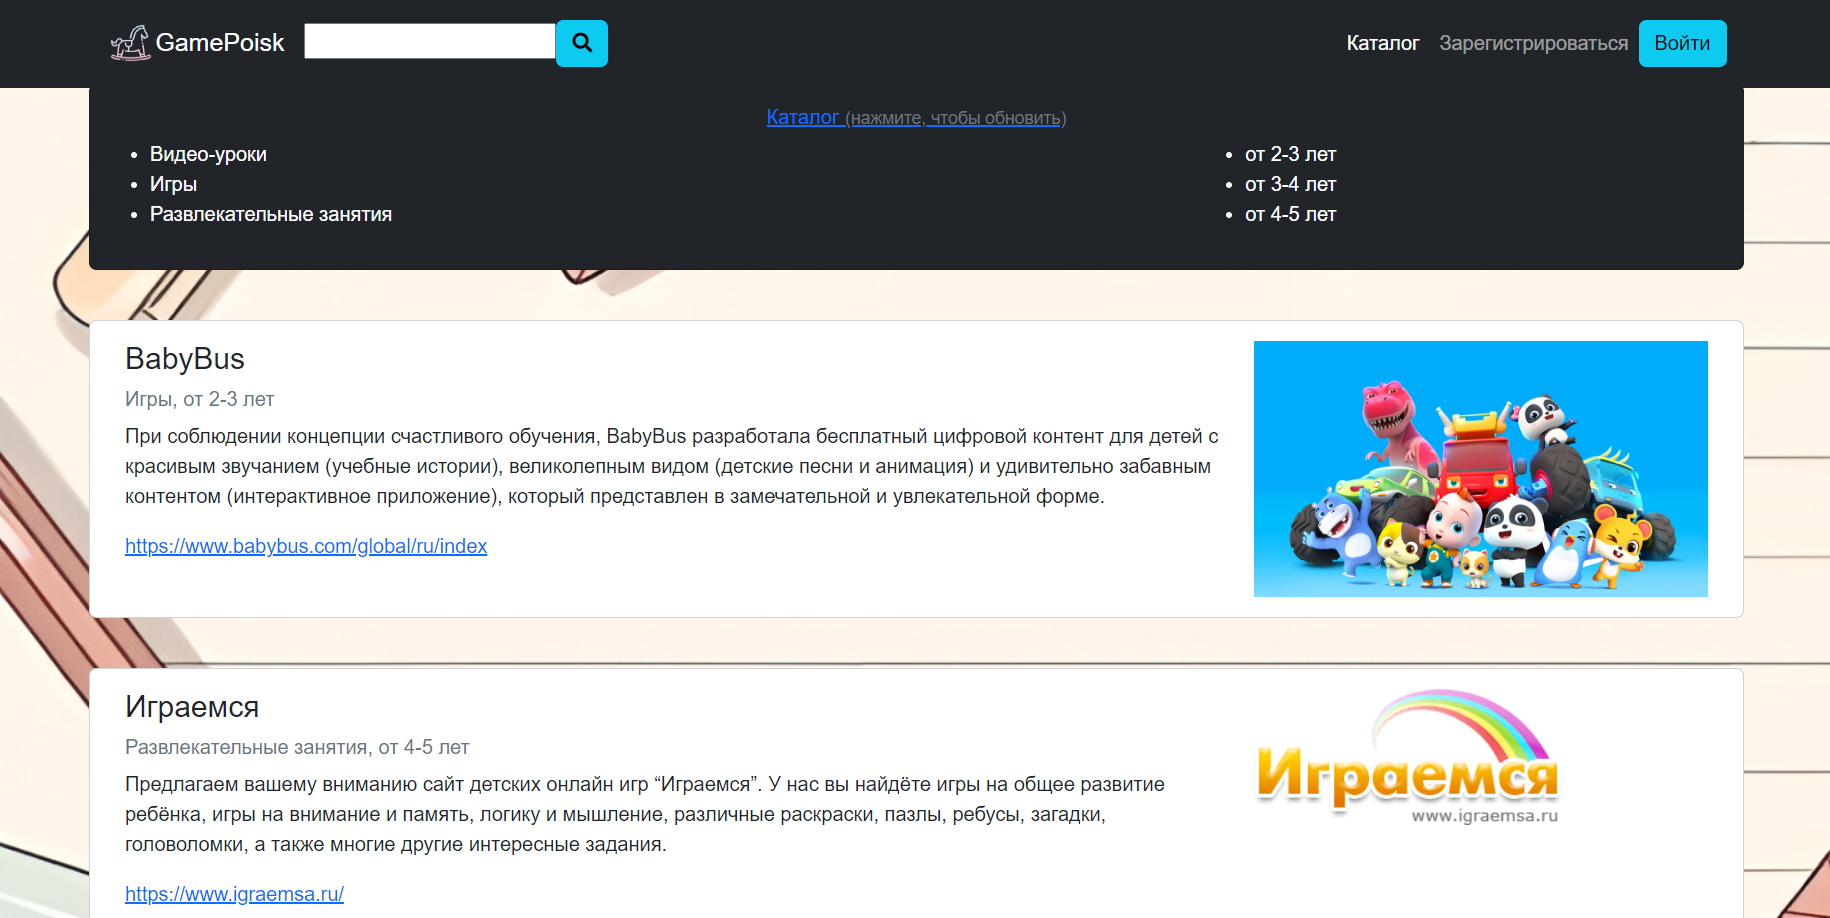 GamePoisk
Каталог
Зарегистрироваться
Войти
Каталог (нажмите, чтобы обновить)
Видео-уроки
Игры
Развлекательные занятия
от 2-3 лет
от 3-4 лет
от 4-5 лет
BabyBus
Игры, от 2-3 лет
При соблюдении концепции счастливого обучения, BabyBus разработала бесплатный цифровой контент для детей с
красивым звучанием (учебные истории), великолепным видом (детские песни и анимация) и удивительно забавным
контентом (интерактивное приложение), который представлен в замечательной и увлекательной форме.
https://www.babybus.com/global/ru/index
Играемся
Развлекательные занятия, от 4-5 лет
Предлагаем вашему вниманию сайт детских онлайн игр “Играемся”. У нас вы найдёте игры на общее развитие
ребёнка, игры на внимание и память, логику и мышление, различные раскраски, пазлы, ребусы, загадки,
головоломки, а также многие другие интересные задания.
https://www.igraemsa.ru/
Играемся
www.igraemsa.ru